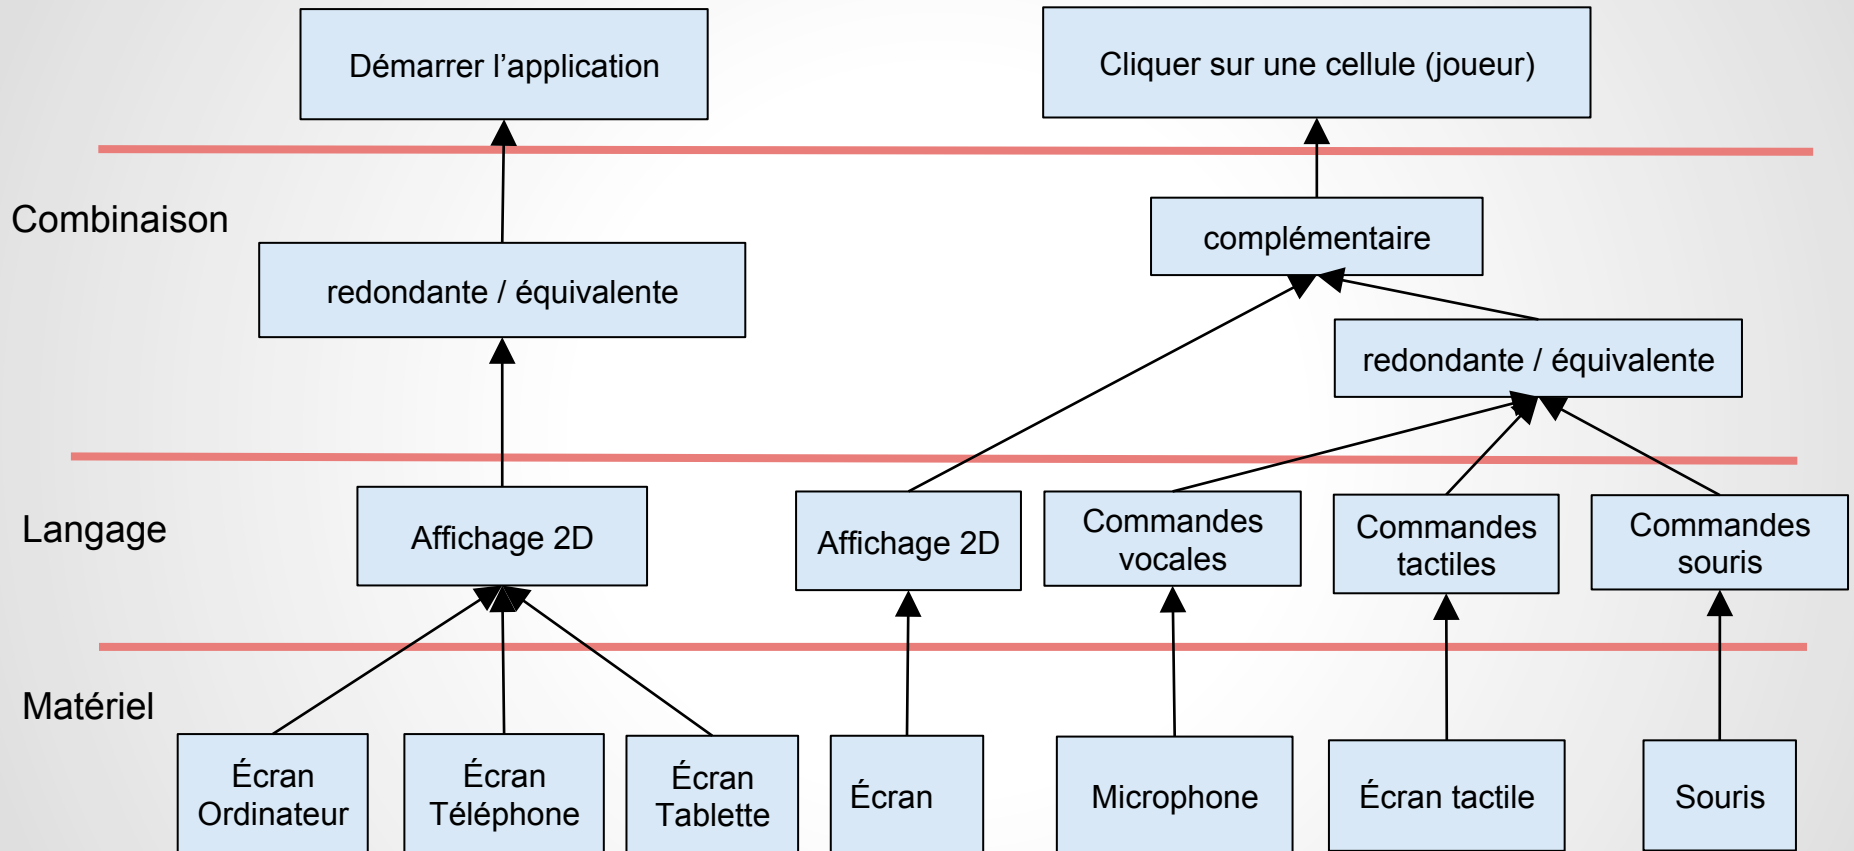 Démarrer l'application
Cliquer sur une cellule (joueur)
Combinaison
complémentaire
redondante / équivalente
redondante / équivalente
Langage
Affichage 2D
Affichage 2D
Commandes
vocales
Commandes
tactiles
Commandes
souris
Matériel
Écran
Ordinateur
Écran
Téléphone
Écran
Tablette
Écran
Microphone
Écran tactile
Souris